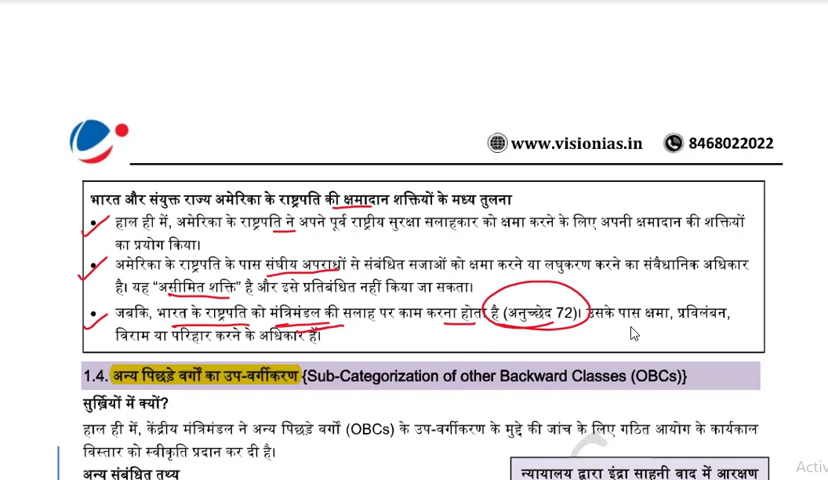 www.visionias.in 8468022022
भारत और संयुक्त राज्य अमेरिका के राष्ट्रपति की क्षमादान शक्तियों के मध्य तुलना
• हाल ही में, अमेरिका के राष्ट्रपति ने अपने पूर्व राष्ट्रीय सुरक्षा सलाहकार को क्षमा करने के लिए अपनी क्षमादान की शक्तियों
का प्रयोग किया।
• अमेरिका के राष्ट्रपति के पास संघीय अपराधों से संबंधित सजाओं को क्षमा करने या लघुकरण करने का संवैधानिक अधिकार
है। यह “असीमित शक्ति” है और इसे प्रतिबंधित नहीं किया जा सकता।
• जबकि, भारत के राष्ट्रपति को मंत्रिमंडल की सलाह पर काम करना होता है (अनुच्छेद 72)। उसके पास क्षमा, प्रविलंबन,
विराम या परिहार करने के अधिकार हैं।
1.4. अन्य पिछड़े वर्गों का उप-वर्गीकरण {Sub-Categorization of other Backward Classes (OBCs)}
सुर्ख़ियों में क्यों?
हाल ही में, केंद्रीय मंत्रिमंडल ने अन्य पिछड़े वर्गों (OBCs) के उप-वर्गीकरण के मुद्दे की जांच के लिए गठित आयोग के कार्यकाल
विस्तार को स्वीकृति प्रदान कर दी है।
अन्य संबंधित तथ्य
न्यायालय द्वारा इंद्रा साहनी वाद में आरक्षण
Activ